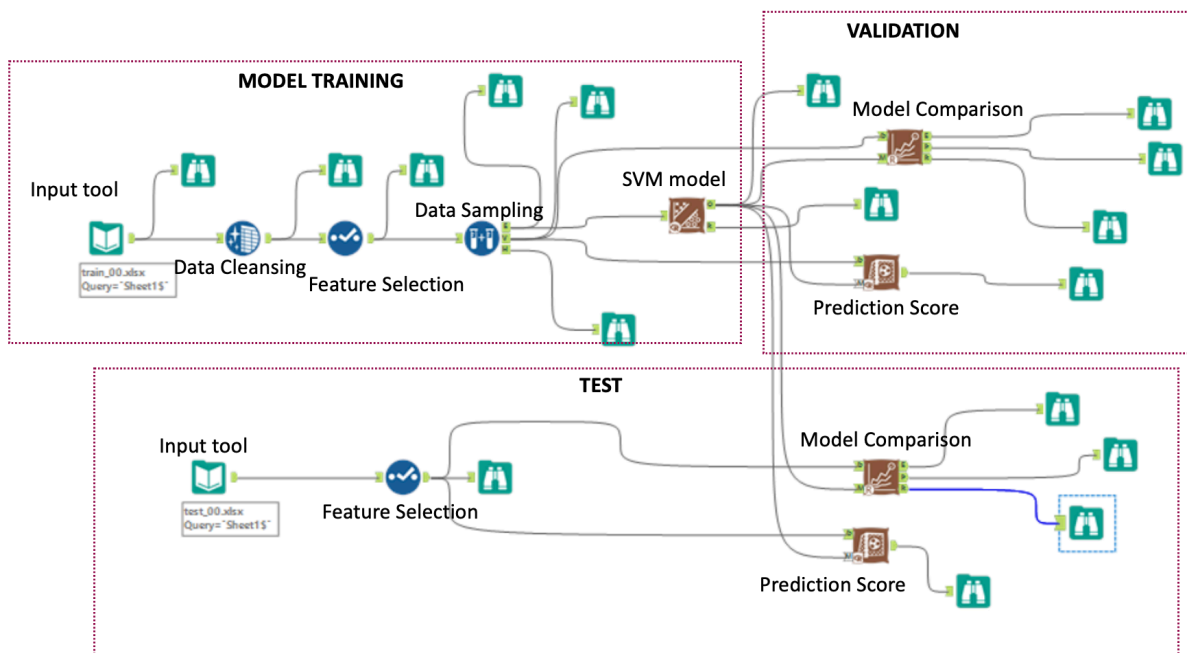 VALIDATION
MODEL TRAINING
Model Comparison
SVM model
Input tool
Data Sampling
Data Cleansing
Feature Selection
train_00.xlsx
Query=`Sheet1$`
Prediction Score
TEST
Input tool
Model Comparison
test_00.xlsx
Query=`Sheet1$`
Feature Selection
Prediction Score